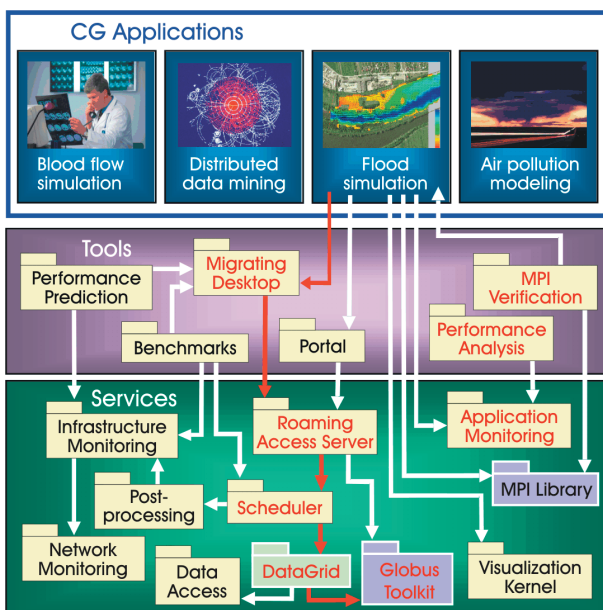 CG Applications
Blood flow
simulation
Distributed
data mining
Flood
simulation
Air pollution
modeling
Tools
Performance
Prediction
Migrating
Desktop
MPI
Verification
Benchmarks
Portal
Performance
Analysis
Services
Infrastructure
Monitoring
Roaming
Access Server
Application
Monitoring
Post-
processing
Scheduler
MPI Library
Network
Monitoring
Data
Access
DataGrid
Globus
Toolkit
Visualization
Kernel